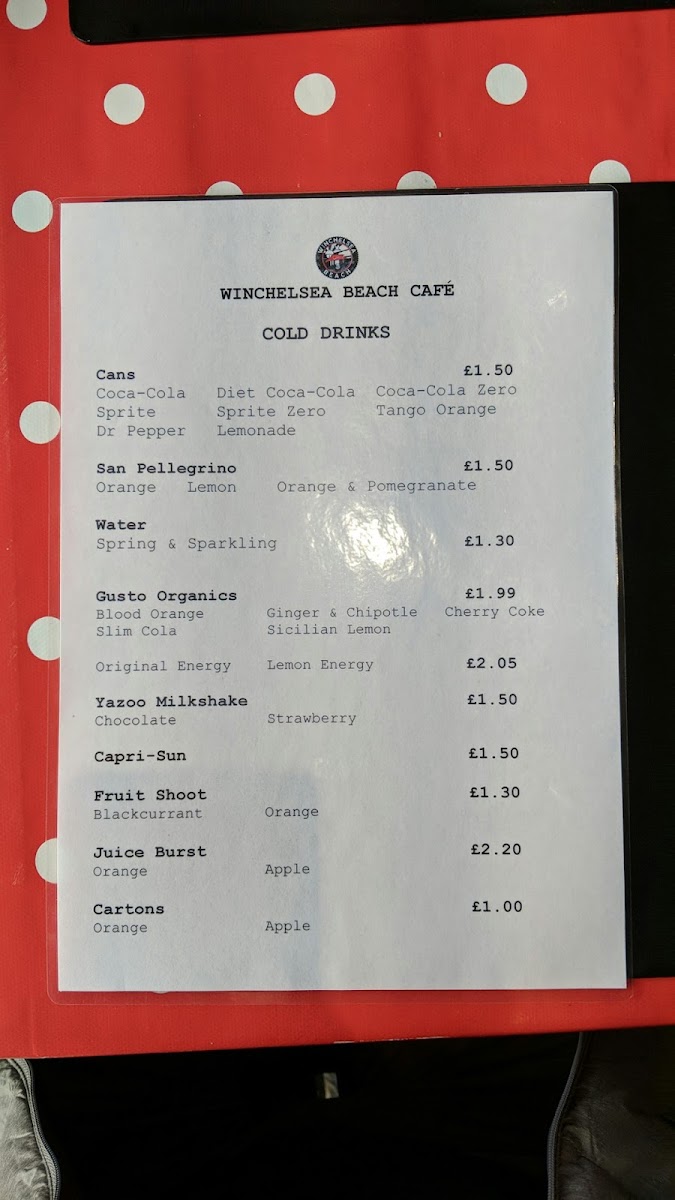 WINCHELSEA
BEACH
WINCHELSEA BEACH CAFÉ
COLD DRINKS
Cans £1.50
Coca-Cola Diet Coca-Cola Coca-Cola Zero
Sprite Sprite Zero Tango Orange
Dr Pepper Lemonade
San Pellegrino £1.50
Orange Lemon Orange & Pomegranate
Water
Spring & Sparkling £1.30
Gusto Organics £1.99
Blood Orange Ginger & Chipotle Cherry Coke
Slim Cola Sicilian Lemon
Original Energy Lemon Energy £2.05
Yazoo Milkshake £1.50
Chocolate Strawberry
Capri-Sun £1.50
Fruit Shoot £1.30
Blackcurrant Orange
Juice Burst £2.20
Orange Apple
Cartons £1.00
Orange Apple